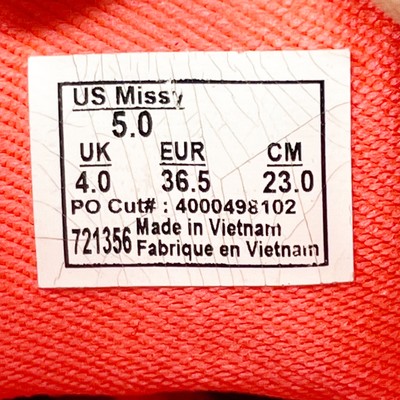 US Missy
5.0
UK EUR CM
4.0 36.5 23.0
PO Cut# : 4000498102
721356 Made in Vietnam
Fabrique en Vietnam